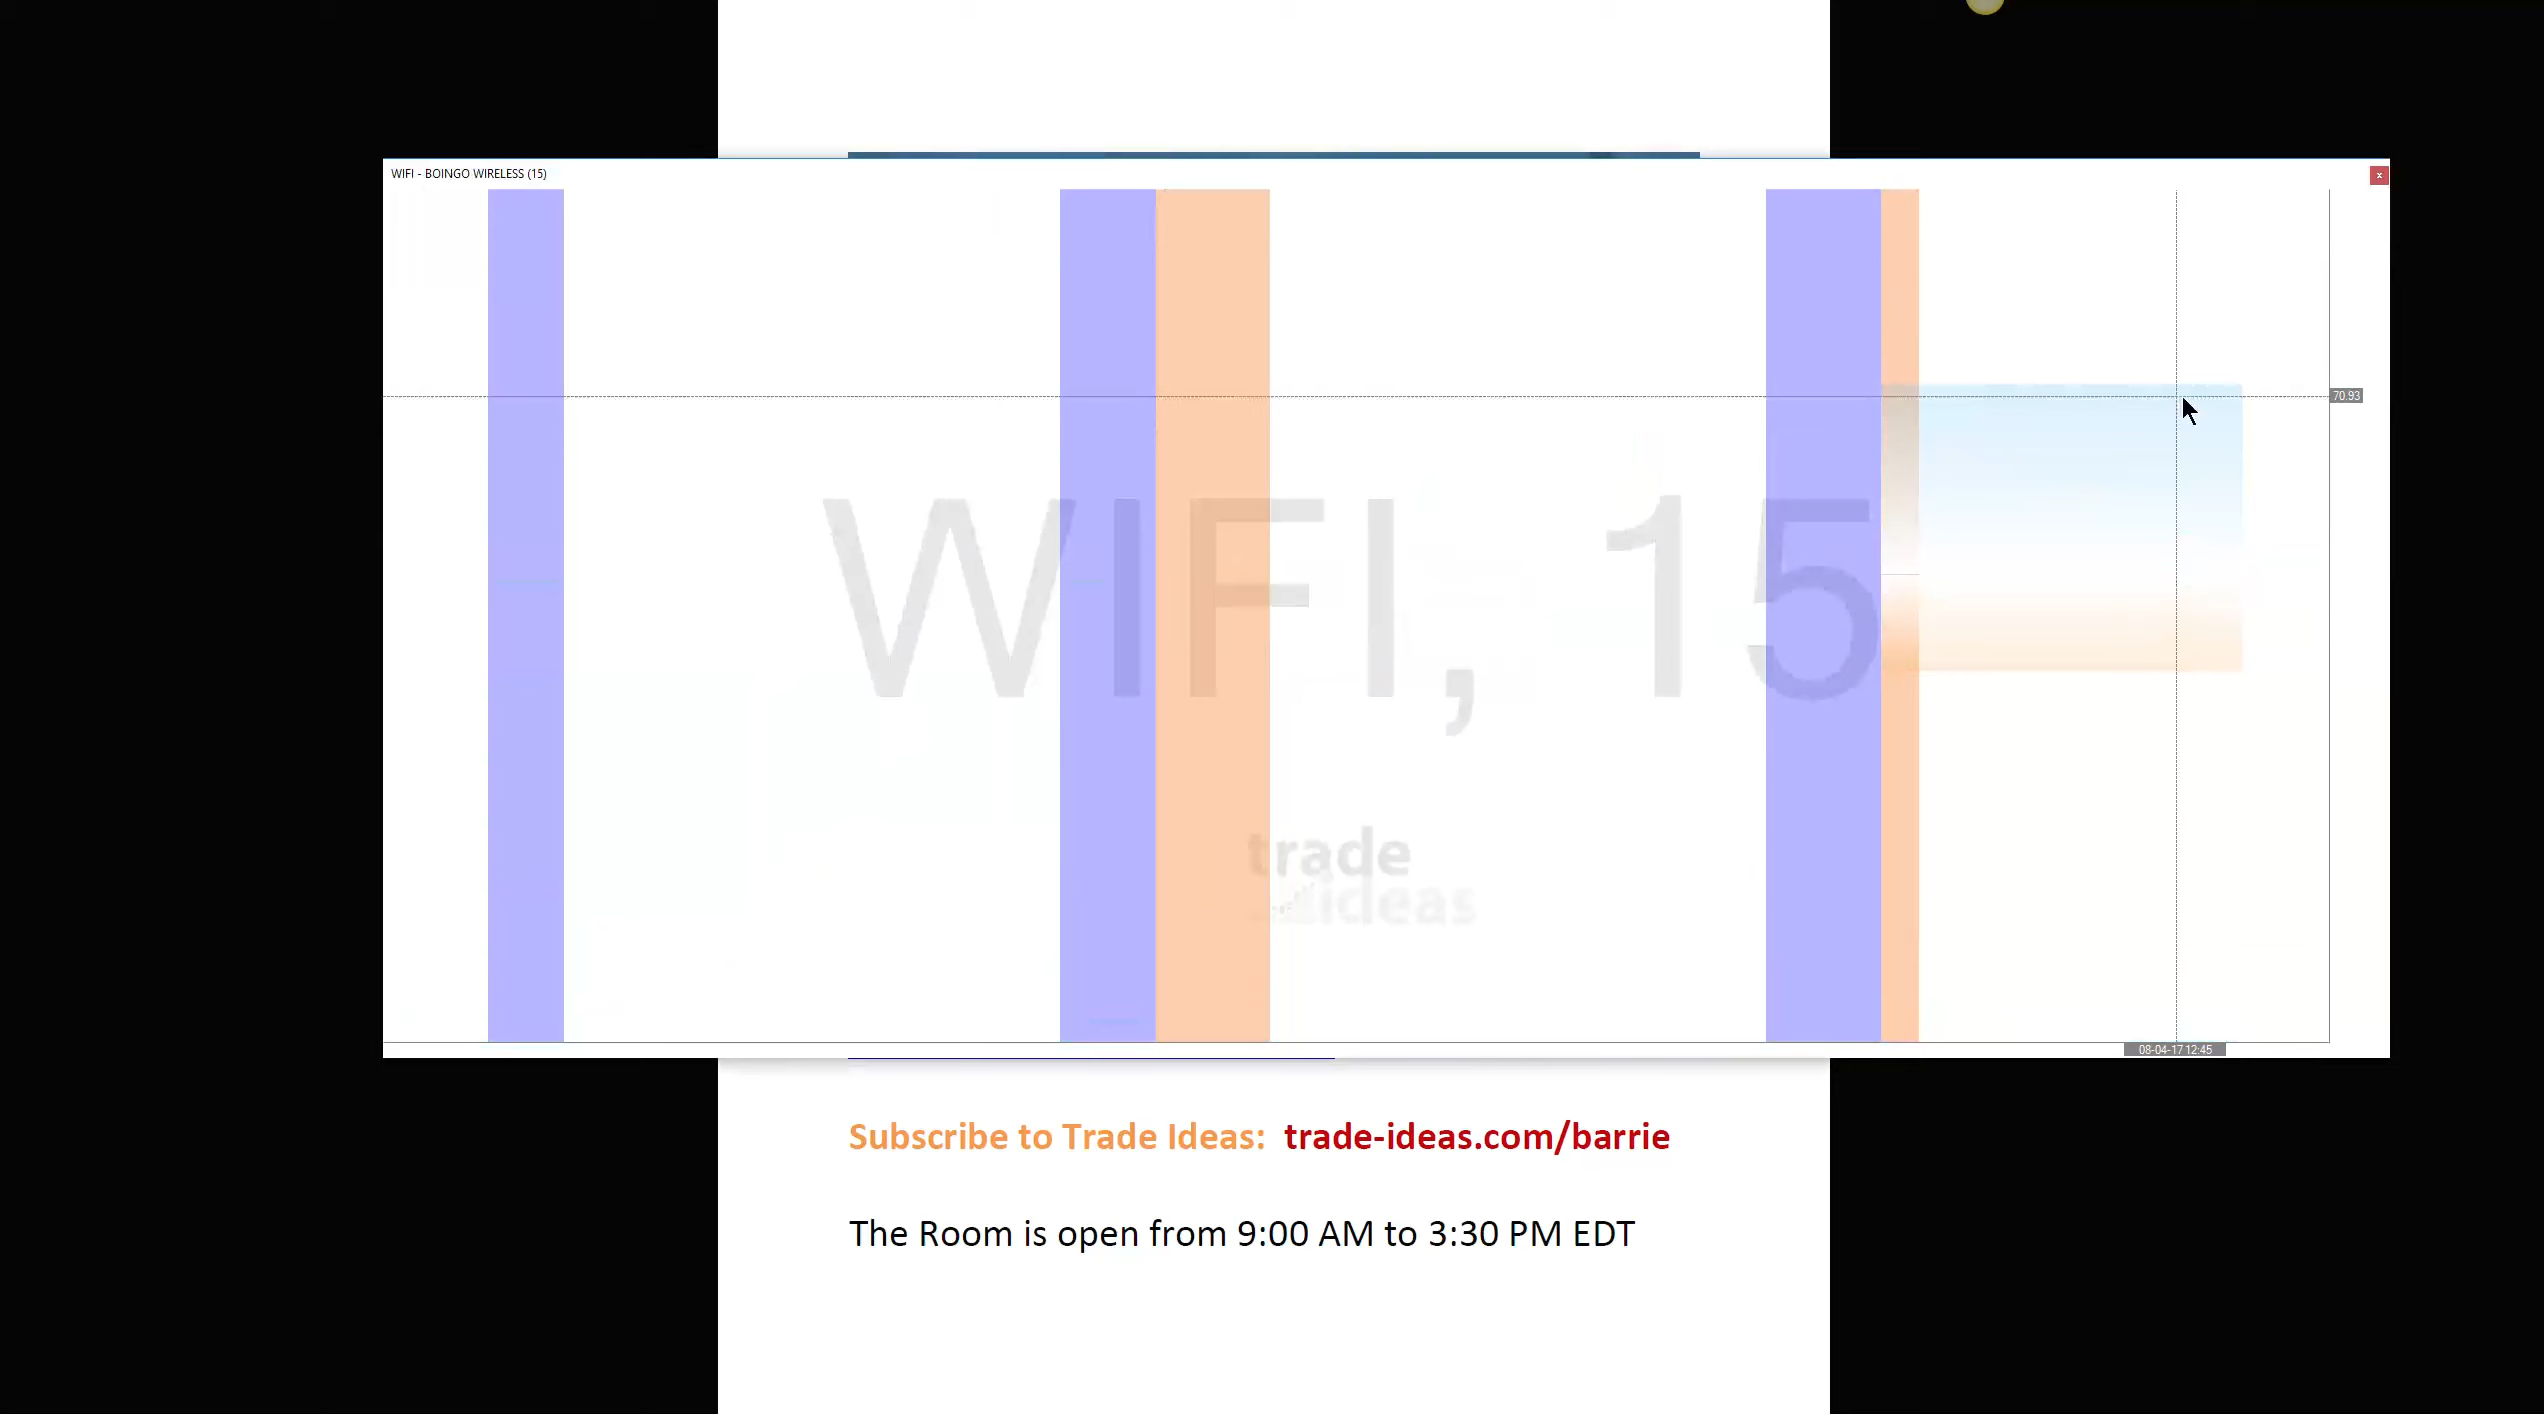 WIFI - BOINGO WIRELESS (15)
70.93
WIFI, 15
trade
ideas
08-04-17 12:45
Subscribe to Trade Ideas: trade-ideas.com/barrie
The Room is open from 9:00 AM to 3:30 PM EDT